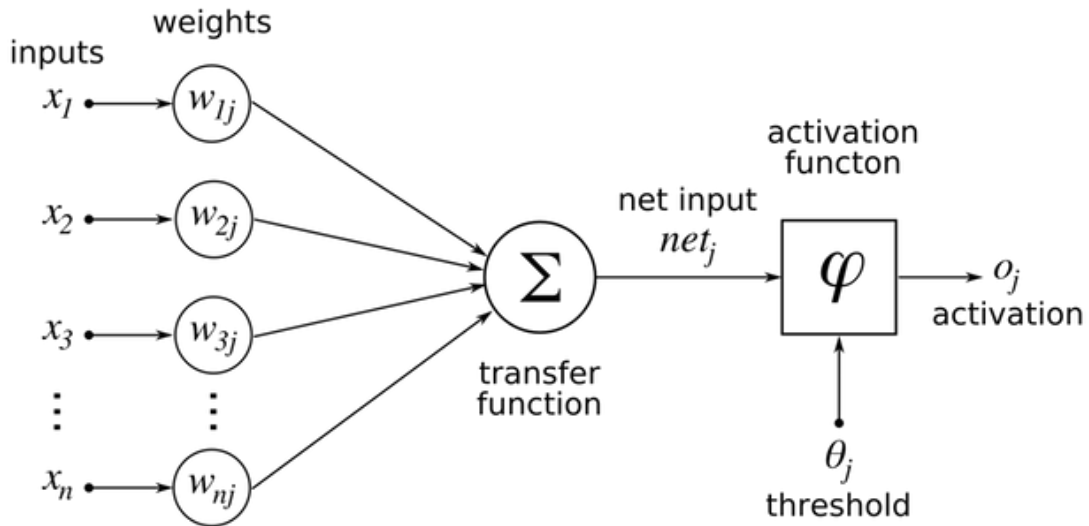 inputs
weights
x₁
w₁ⱼ
x₂
w₂ⱼ
x₃
w₃ⱼ
⋮
⋮
xₙ
wₙⱼ
Σ
transfer
function
net input
netⱼ
activation
functon
φ
oⱼ
activation
θⱼ
threshold